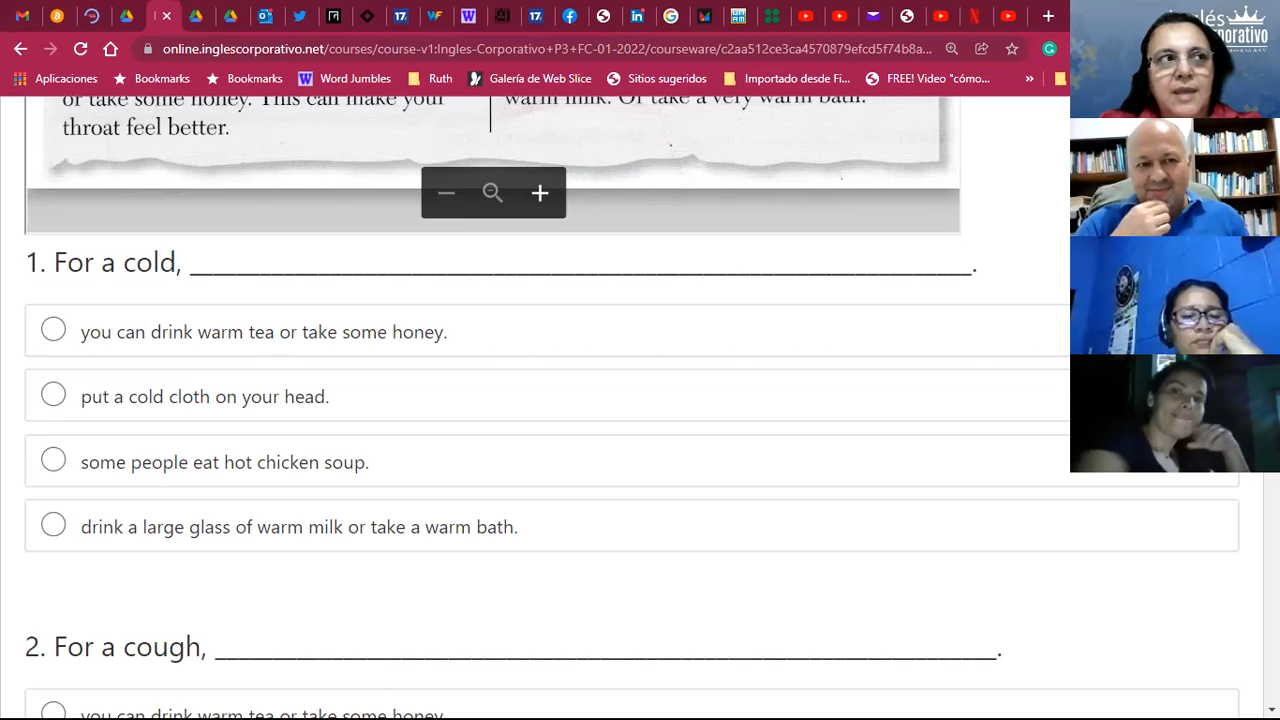 online.inglescorporativo.net/courses/course-v1:Ingles-Corporativo+P3+FC-01-2022/courseware/c2aa512ce3ca4570879efcd5f74b8a...
Aplicaciones Bookmarks Bookmarks Word Jumbles Ruth Galería de Web Slice Sitios sugeridos Importado desde Fi... FREE! Video "cómo... »
or take some honey. This can make your
throat feel better.
warm milk. Or take a very warm bath.
1. For a cold, ___________________________________________.
you can drink warm tea or take some honey.
put a cold cloth on your head.
some people eat hot chicken soup.
drink a large glass of warm milk or take a warm bath.
2. For a cough, ___________________________________________.
you can drink warm tea or take some honey.